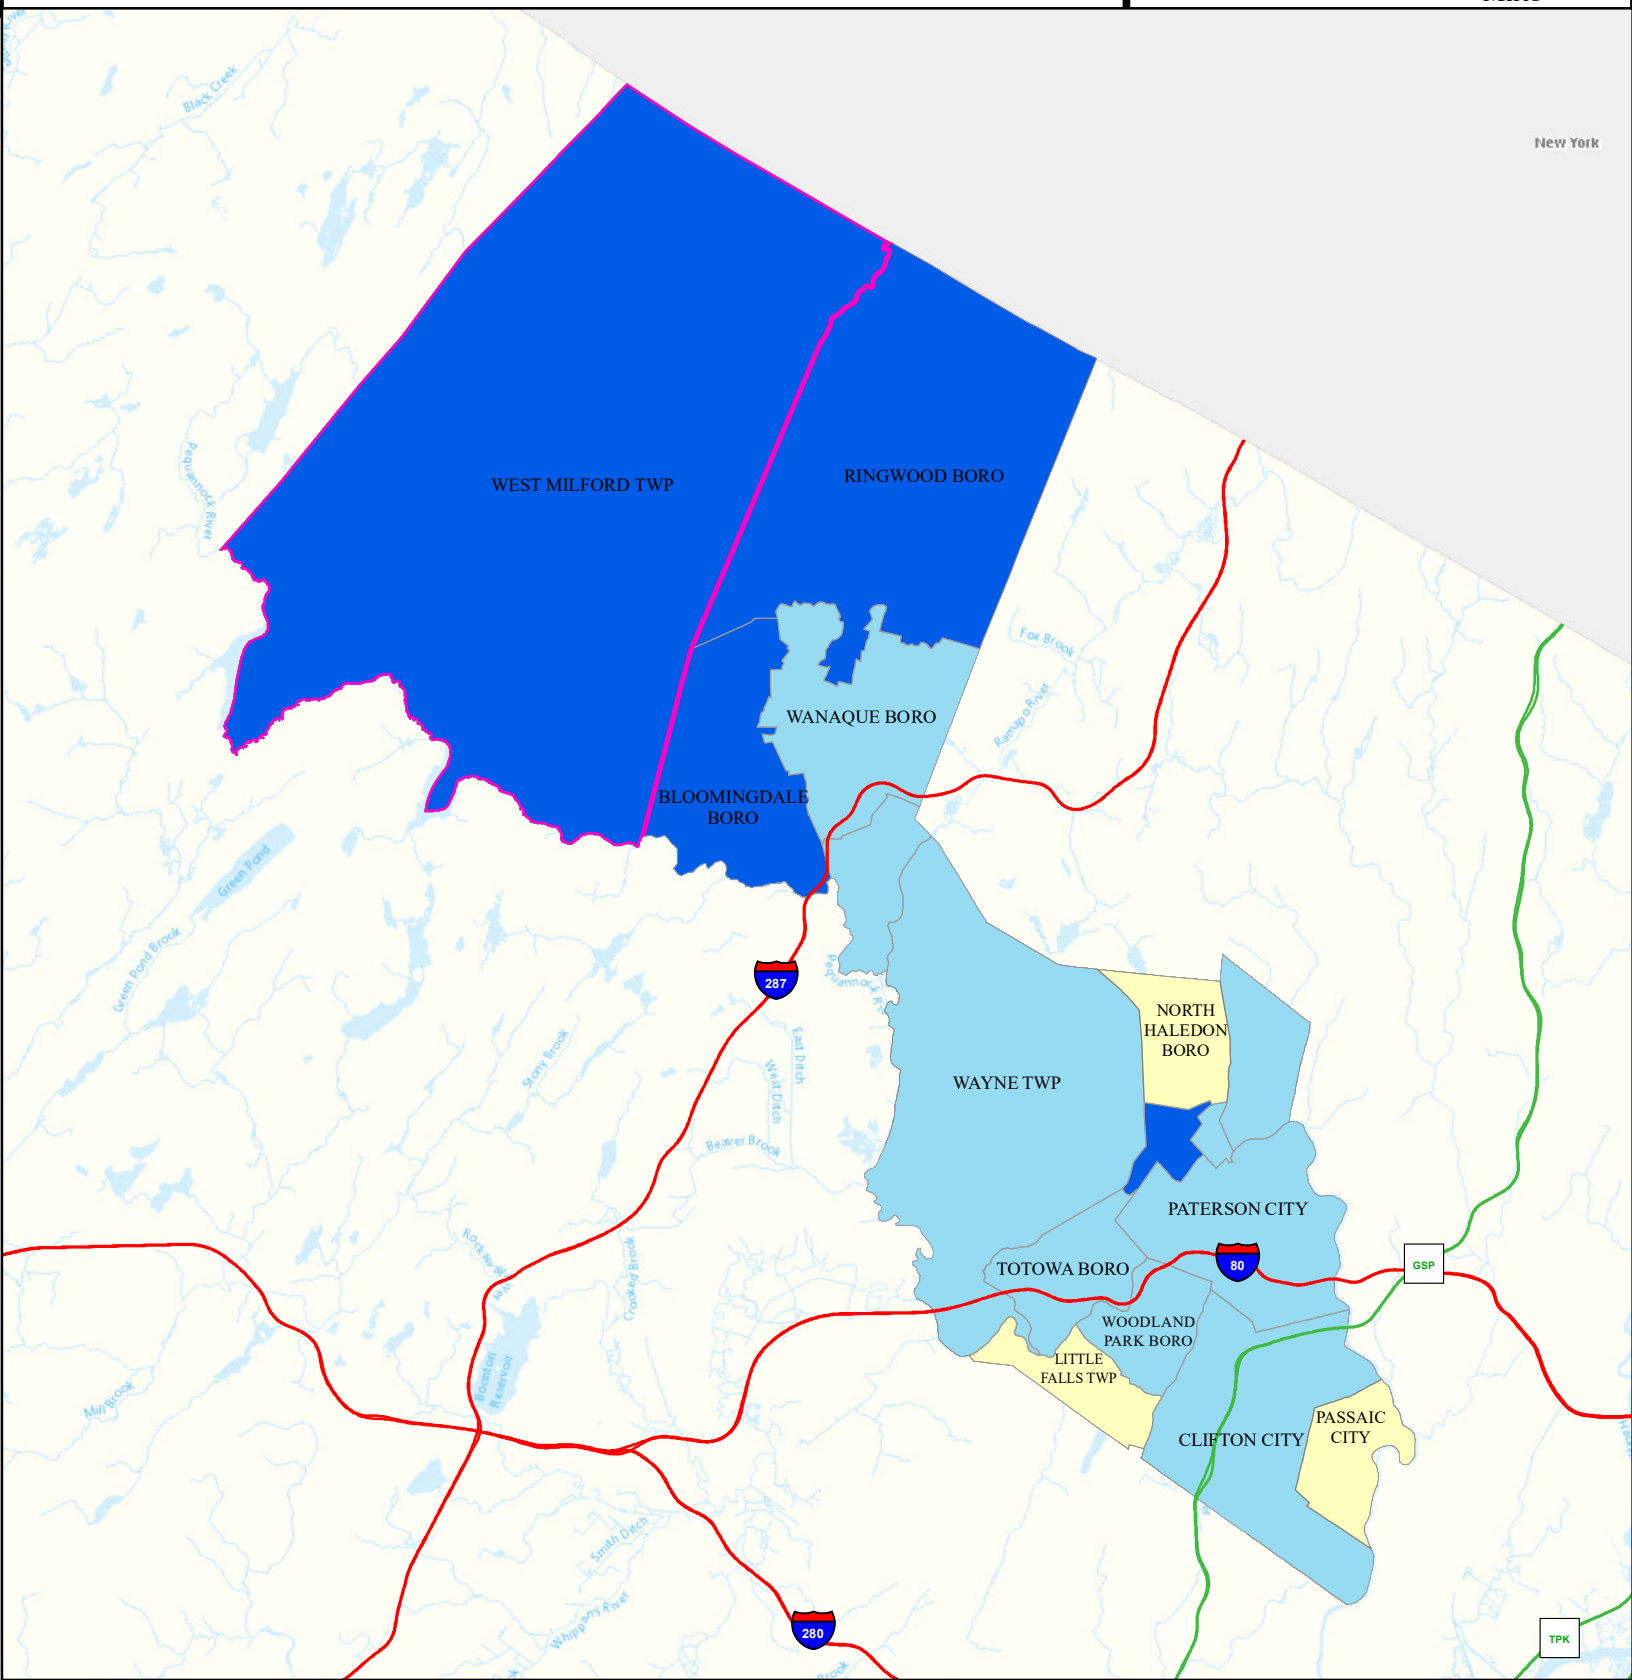 Black Creek
New York
Pequannock River
WEST MILFORD TWP
RINGWOOD BORO
Fox Brook
Ramapo River
WANAQUE BORO
BLOOMINGDALE
BORO
Green Pond
Green Pond Brook
287
Pequannock Riv
Stony Brook
East Ditch
West Ditch
Beaver Brook
NORTH
HALEDON
BORO
WAYNE TWP
PATERSON CITY
Rockaway River
Crooked Brook
TOTOWA BORO
80
GSP
WOODLAND
PARK BORO
LITTLE
FALLS TWP
Boonton
Reservoir
Mill Brook
PASSAIC
CITY
CLIFTON CITY
Smith Ditch
Whippany River
280
TPK
Brook